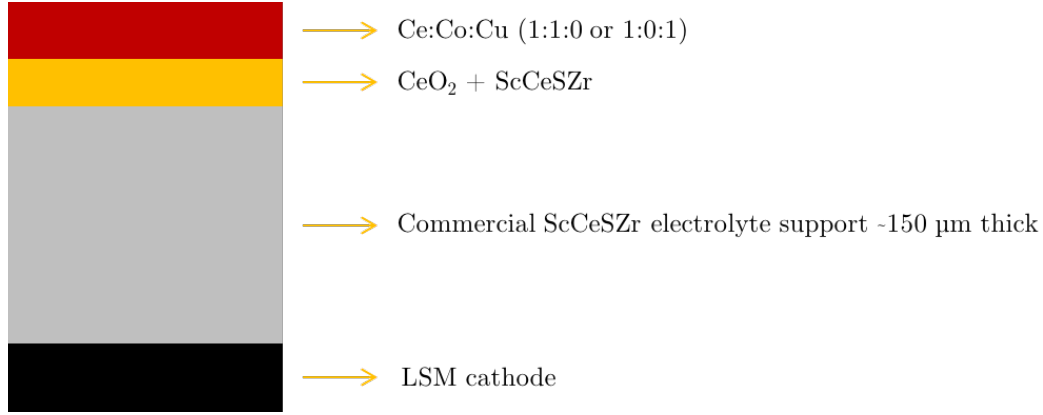 Ce:Co:Cu (1:1:0 or 1:0:1)
CeO₂ + ScCeSZr
Commercial ScCeSZr electrolyte support ~150 µm thick
LSM cathode